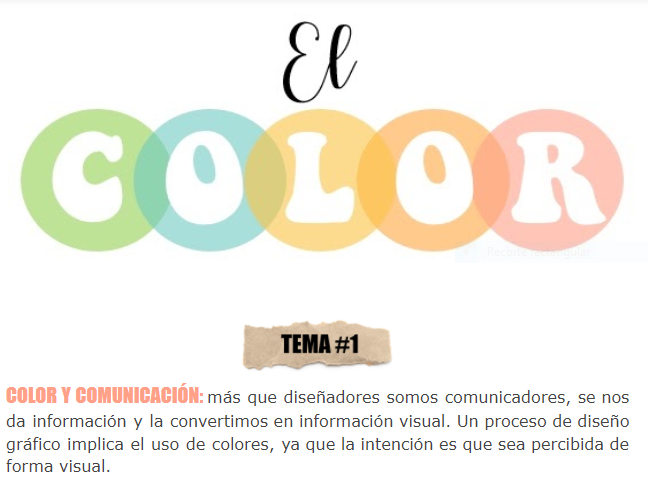 El
COLOR
TEMA #1
COLOR Y COMUNICACIÓN: más que diseñadores somos comunicadores, se nos
da información y la convertimos en información visual. Un proceso de diseño
gráfico implica el uso de colores, ya que la intención es que sea percibida de
forma visual.